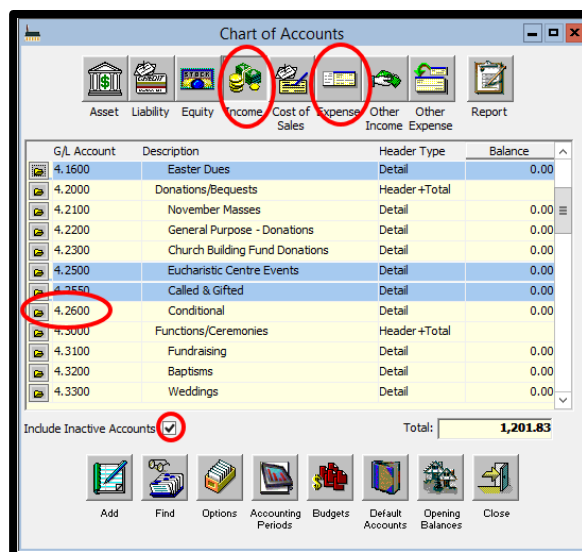 Chart of Accounts
Asset Liability Equity Income Cost of Sales Expense Other Income Other Expense Report
G/L Account Description Header Type Balance
4.1600 Easter Dues Detail 0.00
4.2000 Donations/Bequests Header+Total
4.2100 November Masses Detail 0.00
4.2200 General Purpose - Donations Detail 0.00
4.2300 Church Building Fund Donations Detail 0.00
4.2500 Eucharistic Centre Events Detail 0.00
4.2550 Called & Gifted Detail 0.00
4.2600 Conditional Detail 0.00
4.3000 Functions/Ceremonies Header+Total
4.3100 Fundraising Detail 0.00
4.3200 Baptisms Detail 0.00
4.3300 Weddings Detail 0.00
Include Inactive Accounts Total: 1,201.83
Add Find Options Accounting Periods Budgets Default Accounts Opening Balances Close